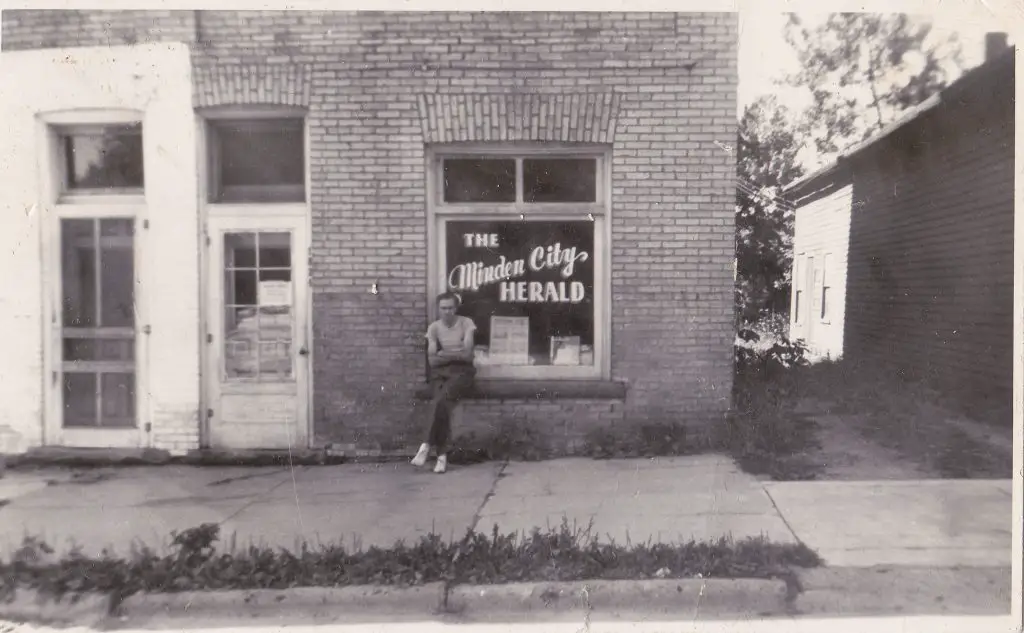 THE
Minden City
HERALD